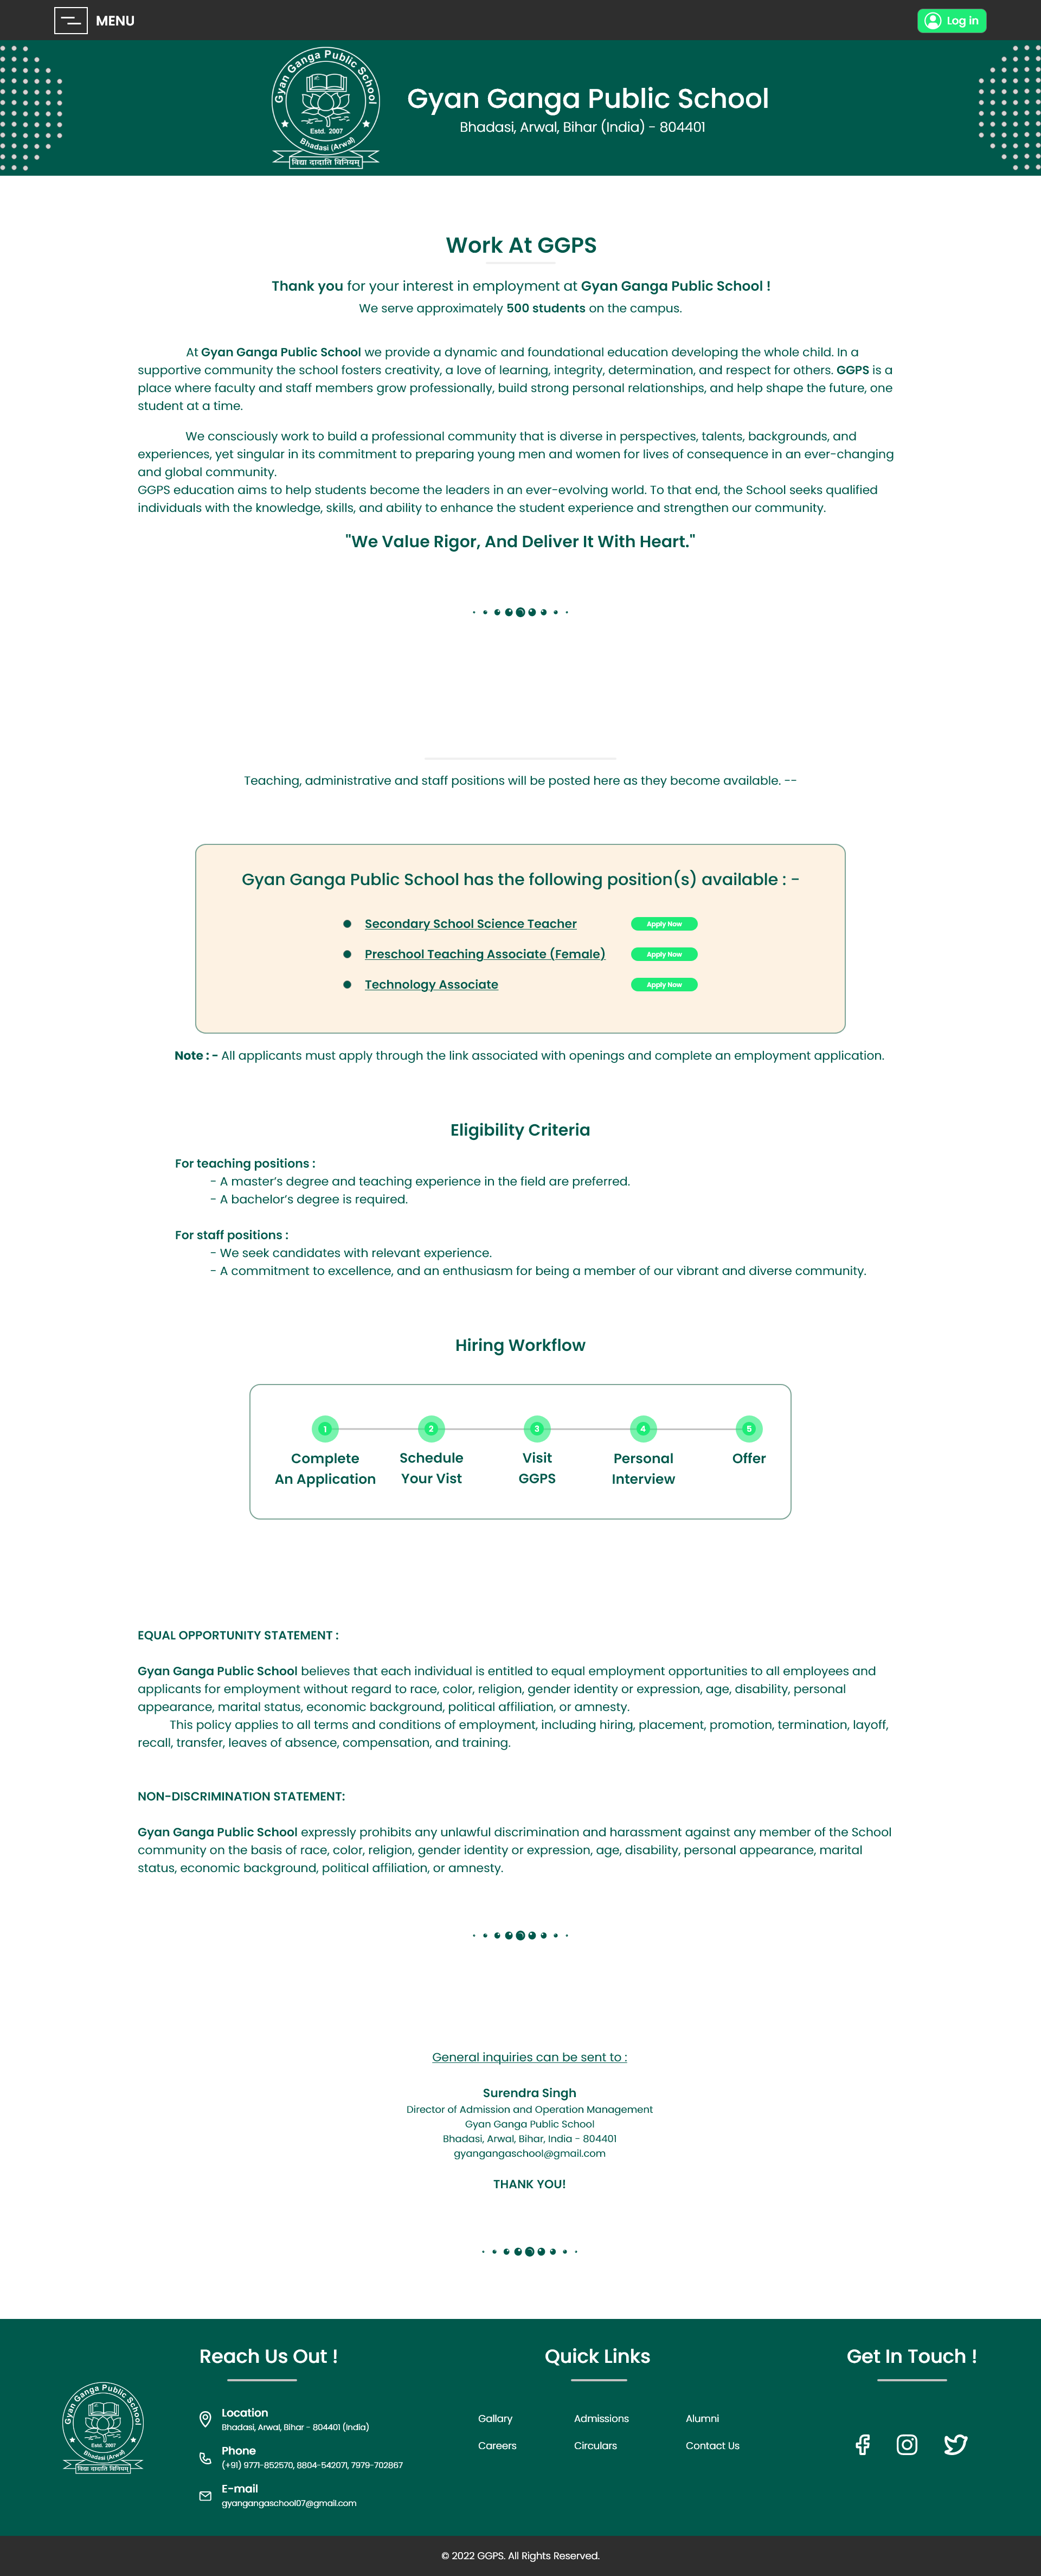 MENU
Log in
Gyan Ganga Public School
Estd. 2007
Bhadasi (Arwal)
विद्या ददाति विनियम्
Gyan Ganga Public School
Bhadasi, Arwal, Bihar (India) - 804401
Work At GGPS
Thank you for your interest in employment at Gyan Ganga Public School !
We serve approximately 500 students on the campus.
At Gyan Ganga Public School we provide a dynamic and foundational education developing the whole child. In a
supportive community the school fosters creativity, a love of learning, integrity, determination, and respect for others. GGPS is a
place where faculty and staff members grow professionally, build strong personal relationships, and help shape the future, one
student at a time.
We consciously work to build a professional community that is diverse in perspectives, talents, backgrounds, and
experiences, yet singular in its commitment to preparing young men and women for lives of consequence in an ever-changing
and global community.
GGPS education aims to help students become the leaders in an ever-evolving world. To that end, the School seeks qualified
individuals with the knowledge, skills, and ability to enhance the student experience and strengthen our community.
"We Value Rigor, And Deliver It With Heart."
Teaching, administrative and staff positions will be posted here as they become available. --
Gyan Ganga Public School has the following position(s) available : -
Secondary School Science Teacher Apply Now
Preschool Teaching Associate (Female) Apply Now
Technology Associate Apply Now
Note : - All applicants must apply through the link associated with openings and complete an employment application.
Eligibility Criteria
For teaching positions :
- A master's degree and teaching experience in the field are preferred.
- A bachelor's degree is required.
For staff positions :
- We seek candidates with relevant experience.
- A commitment to excellence, and an enthusiasm for being a member of our vibrant and diverse community.
Hiring Workflow
1 2 3 4 5
Complete Schedule Visit Personal Offer
An Application Your Vist GGPS Interview
EQUAL OPPORTUNITY STATEMENT :
Gyan Ganga Public School believes that each individual is entitled to equal employment opportunities to all employees and
applicants for employment without regard to race, color, religion, gender identity or expression, age, disability, personal
appearance, marital status, economic background, political affiliation, or amnesty.
This policy applies to all terms and conditions of employment, including hiring, placement, promotion, termination, layoff,
recall, transfer, leaves of absence, compensation, and training.
NON-DISCRIMINATION STATEMENT:
Gyan Ganga Public School expressly prohibits any unlawful discrimination and harassment against any member of the School
community on the basis of race, color, religion, gender identity or expression, age, disability, personal appearance, marital
status, economic background, political affiliation, or amnesty.
General inquiries can be sent to :
Surendra Singh
Director of Admission and Operation Management
Gyan Ganga Public School
Bhadasi, Arwal, Bihar, India - 804401
gyangangaschool@gmail.com
THANK YOU!
Gyan Ganga Public School
Estd. 2007
Bhadasi (Arwal)
विद्या ददाति विनियम्
Reach Us Out !
Location
Bhadasi, Arwal, Bihar - 804401 (India)
Phone
(+91) 9771-852570, 8804-542071, 7979-702867
E-mail
gyangangaschool07@gmail.com
Quick Links
Gallary Admissions Alumni
Careers Circulars Contact Us
Get In Touch !
© 2022 GGPS. All Rights Reserved.